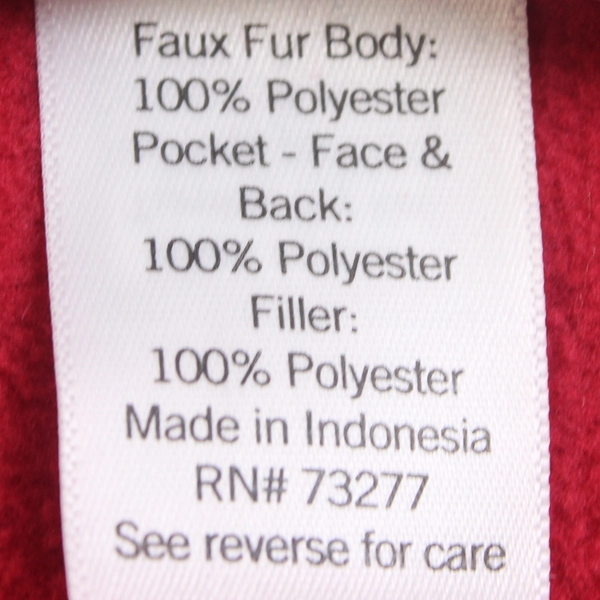 Faux Fur Body:
100% Polyester
Pocket - Face &
Back:
100% Polyester
Filler:
100% Polyester
Made in Indonesia
RN# 73277
See reverse for care